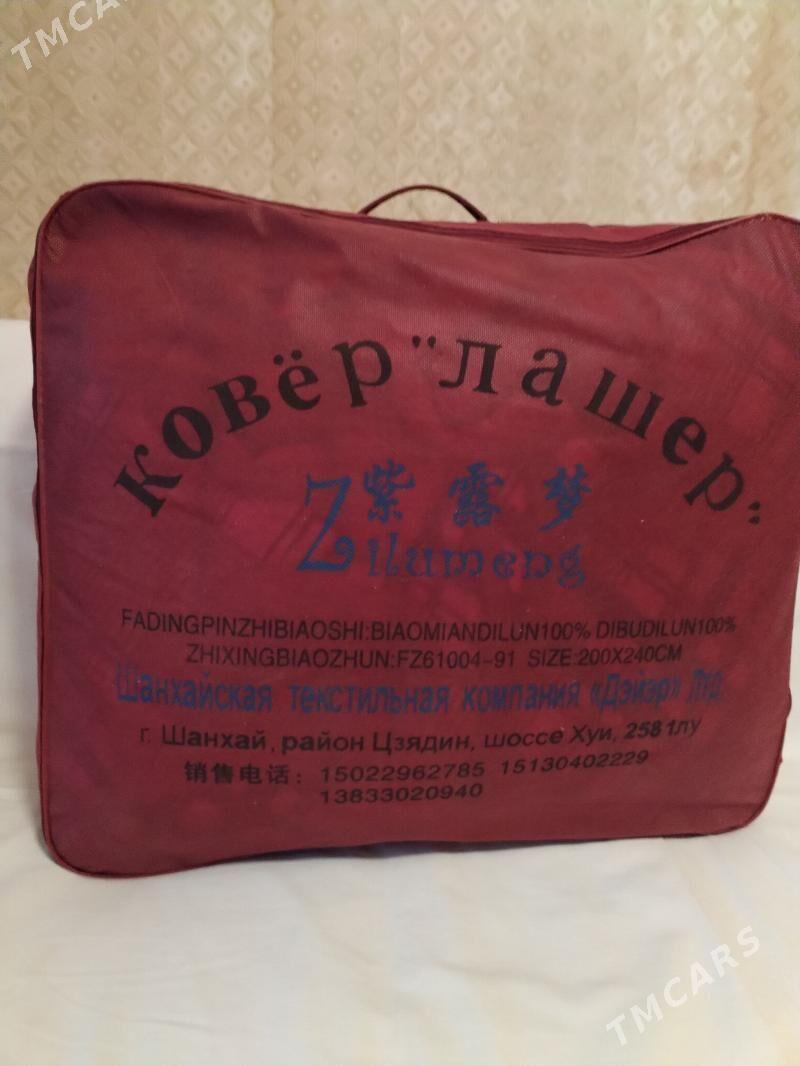 TMCARS
ковёр "лашер"
紫露梦
Zilumeng
FADINGPINZHIBIAOSHI:BIAOMIANDILUN100% DIBUDILUN100%
ZHIXINGBIAOZHUN:FZ61004-91 SIZE:200X240CM
Шанхайская текстильная компания «Дэйэр» Лтд.
г. Шанхай, район Цзядин, шоссе Хуи, 2581лу
销售电话: 15022962785 15130402229
13833020940
TMCARS